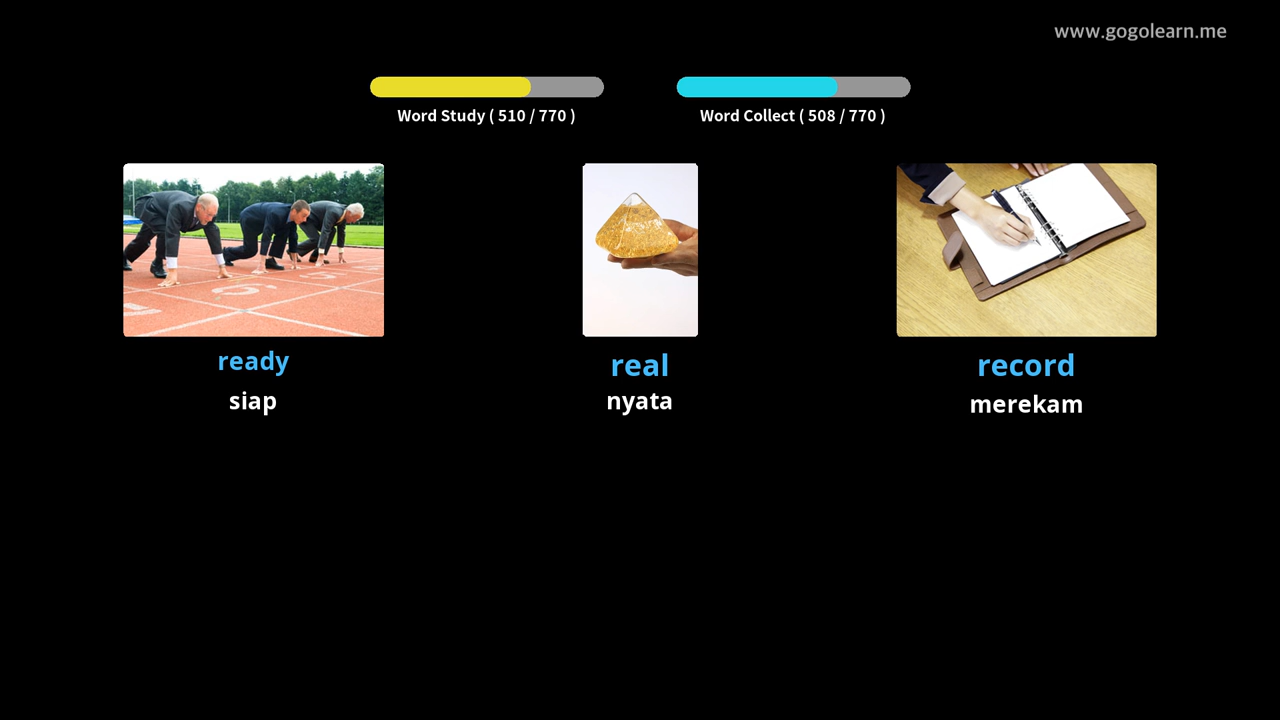 www.gogolearn.me
Word Study ( 510 / 770 )
Word Collect ( 508 / 770 )
ready
siap
real
nyata
record
merekam